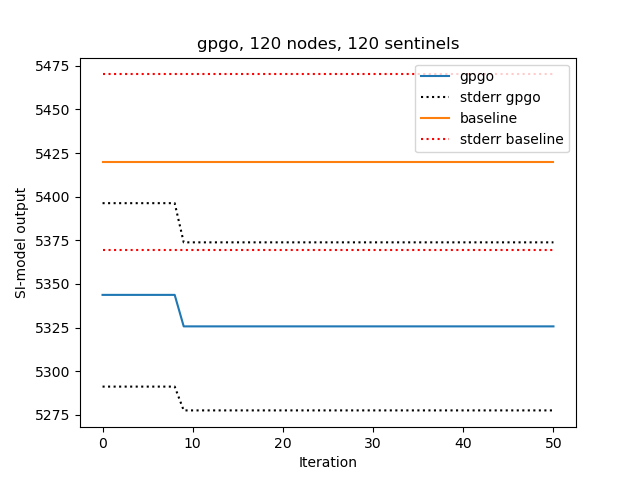 gpgo, 120 nodes, 120 sentinels
5475
5450
5425
5400
5375
5350
5325
5300
5275
SI-model output
gpgo
stderr gpgo
baseline
stderr baseline
0 10 20 30 40 50
Iteration